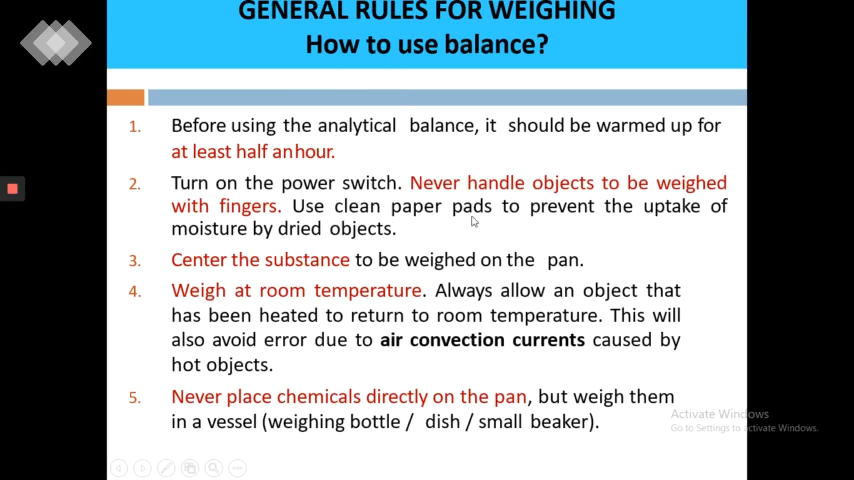 GENERAL RULES FOR WEIGHING
How to use balance?
1. Before using the analytical balance, it should be warmed up for
at least half an hour.
2. Turn on the power switch. Never handle objects to be weighed
with fingers. Use clean paper pads to prevent the uptake of
moisture by dried objects.
3. Center the substance to be weighed on the pan.
4. Weigh at room temperature. Always allow an object that
has been heated to return to room temperature. This will
also avoid error due to air convection currents caused by
hot objects.
5. Never place chemicals directly on the pan, but weigh them
in a vessel (weighing bottle / dish / small beaker).
Activate Windows
Go to Settings to activate Windows.